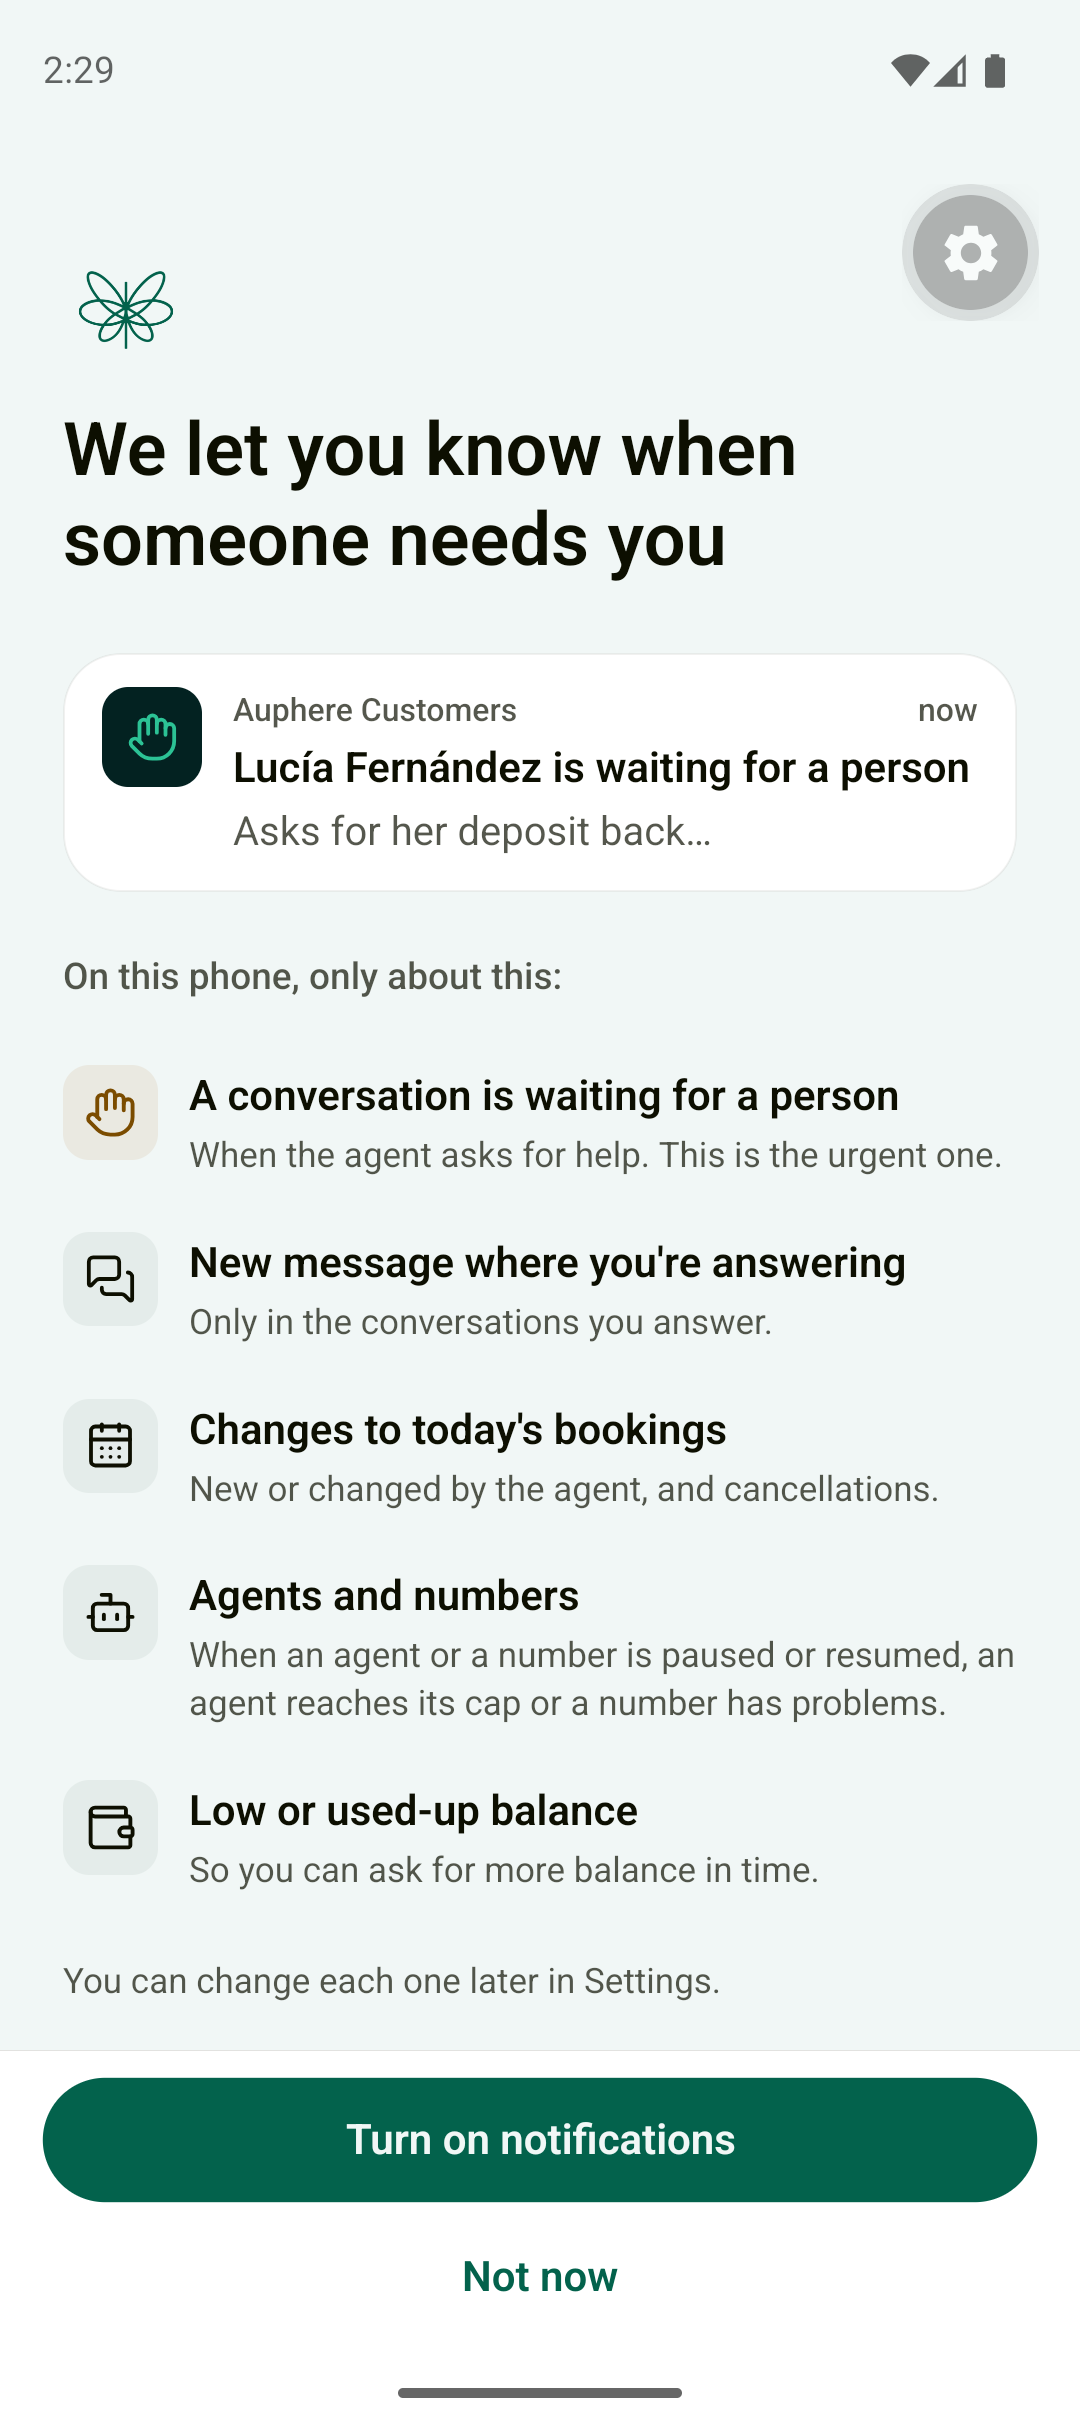 2:29
We let you know when
someone needs you
Auphere Customers now
Lucía Fernández is waiting for a person
Asks for her deposit back…
On this phone, only about this:
A conversation is waiting for a person
When the agent asks for help. This is the urgent one.
New message where you're answering
Only in the conversations you answer.
Changes to today's bookings
New or changed by the agent, and cancellations.
Agents and numbers
When an agent or a number is paused or resumed, an
agent reaches its cap or a number has problems.
Low or used-up balance
So you can ask for more balance in time.
You can change each one later in Settings.
Turn on notifications
Not now